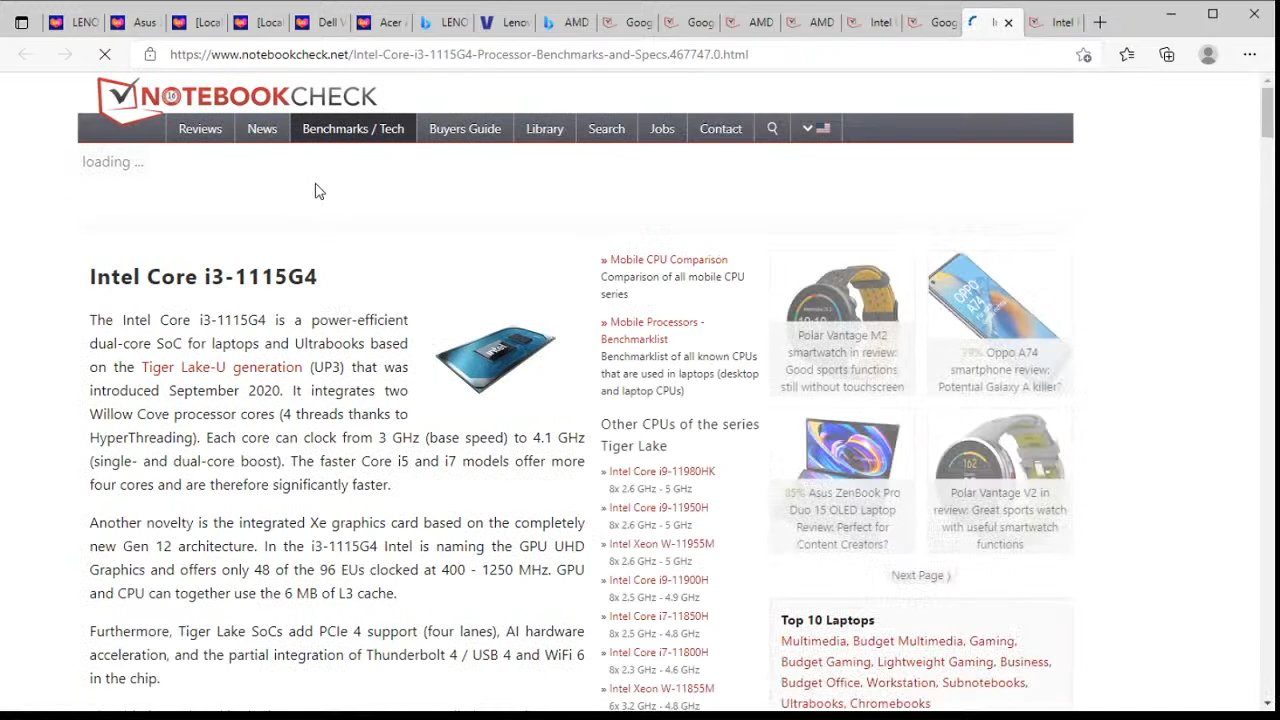 LENO
Asus
[Local
[Local
Dell V
Acer A
LENO
Lenov
AMD
Goog
Goog
AMD
AMD
Intel
Goog
Intel
https://www.notebookcheck.net/Intel-Core-i3-1115G4-Processor-Benchmarks-and-Specs.467747.0.html
NOTEBOOKCHECK
Reviews
News
Benchmarks / Tech
Buyers Guide
Library
Search
Jobs
Contact
loading ...
Intel Core i3-1115G4
The Intel Core i3-1115G4 is a power-efficient
dual-core SoC for laptops and Ultrabooks based
on the Tiger Lake-U generation (UP3) that was
introduced September 2020. It integrates two
Willow Cove processor cores (4 threads thanks to
HyperThreading). Each core can clock from 3 GHz (base speed) to 4.1 GHz
(single- and dual-core boost). The faster Core i5 and i7 models offer more
four cores and are therefore significantly faster.
Another novelty is the integrated Xe graphics card based on the completely
new Gen 12 architecture. In the i3-1115G4 Intel is naming the GPU UHD
Graphics and offers only 48 of the 96 EUs clocked at 400 - 1250 MHz. GPU
and CPU can together use the 6 MB of L3 cache.
Furthermore, Tiger Lake SoCs add PCIe 4 support (four lanes), AI hardware
acceleration, and the partial integration of Thunderbolt 4 / USB 4 and WiFi 6
in the chip.
» Mobile CPU Comparison
Comparison of all mobile CPU
series
» Mobile Processors -
Benchmarklist
Benchmarklist of all known CPUs
that are used in laptops (desktop
and laptop CPUs)
Other CPUs of the series
Tiger Lake
» Intel Core i9-11980HK
8x 2.6 GHz - 5 GHz
» Intel Core i9-11950H
8x 2.6 GHz - 5 GHz
» Intel Xeon W-11955M
8x 2.6 GHz - 5 GHz
» Intel Core i9-11900H
8x 2.5 GHz - 4.9 GHz
» Intel Core i7-11850H
8x 2.5 GHz - 4.8 GHz
» Intel Core i7-11800H
8x 2.3 GHz - 4.6 GHz
» Intel Xeon W-11855M
6x 3.2 GHz - 4.8 GHz
Polar Vantage M2
smartwatch in review:
Good sports functions
still without touchscreen
79% Oppo A74
smartphone review:
Potential Galaxy A killer?
85% Asus ZenBook Pro
Duo 15 OLED Laptop
Review: Perfect for
Content Creators?
Polar Vantage V2 in
review: Great sports watch
with useful smartwatch
functions
Next Page ⟩
Top 10 Laptops
Multimedia, Budget Multimedia, Gaming,
Budget Gaming, Lightweight Gaming, Business,
Budget Office, Workstation, Subnotebooks,
Ultrabooks, Chromebooks